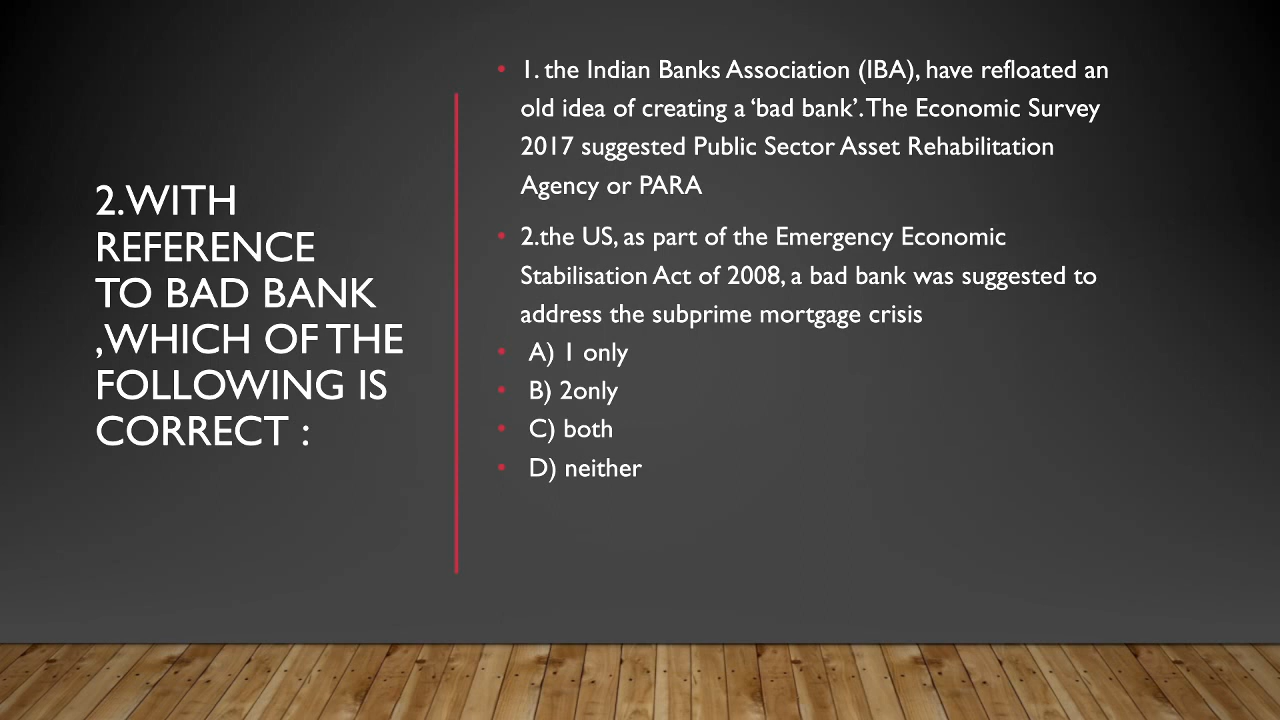 2.WITH
REFERENCE
TO BAD BANK
,WHICH OF THE
FOLLOWING IS
CORRECT :
• 1. the Indian Banks Association (IBA), have refloated an
old idea of creating a ‘bad bank’. The Economic Survey
2017 suggested Public Sector Asset Rehabilitation
Agency or PARA
• 2.the US, as part of the Emergency Economic
Stabilisation Act of 2008, a bad bank was suggested to
address the subprime mortgage crisis
• A) 1 only
• B) 2only
• C) both
• D) neither